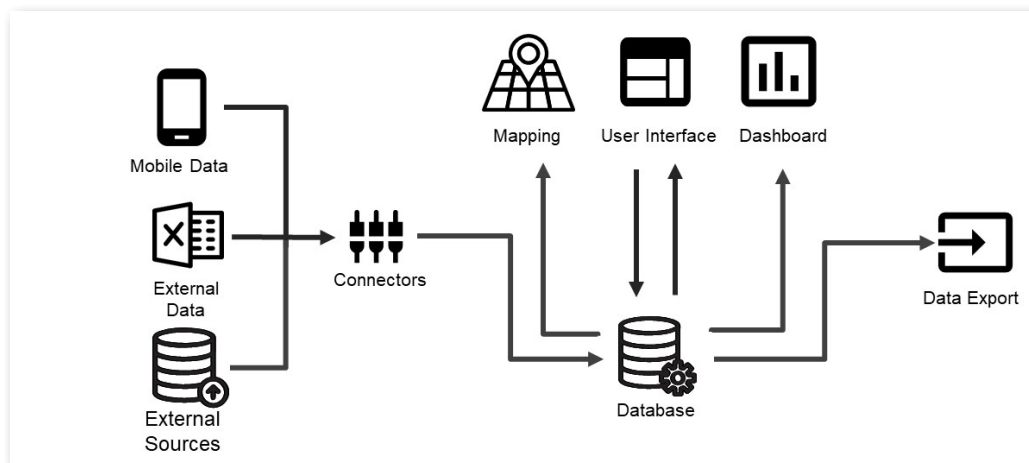 Mapping
User Interface
Dashboard
Mobile Data
External
Data
Connectors
Data Export
External
Sources
Database